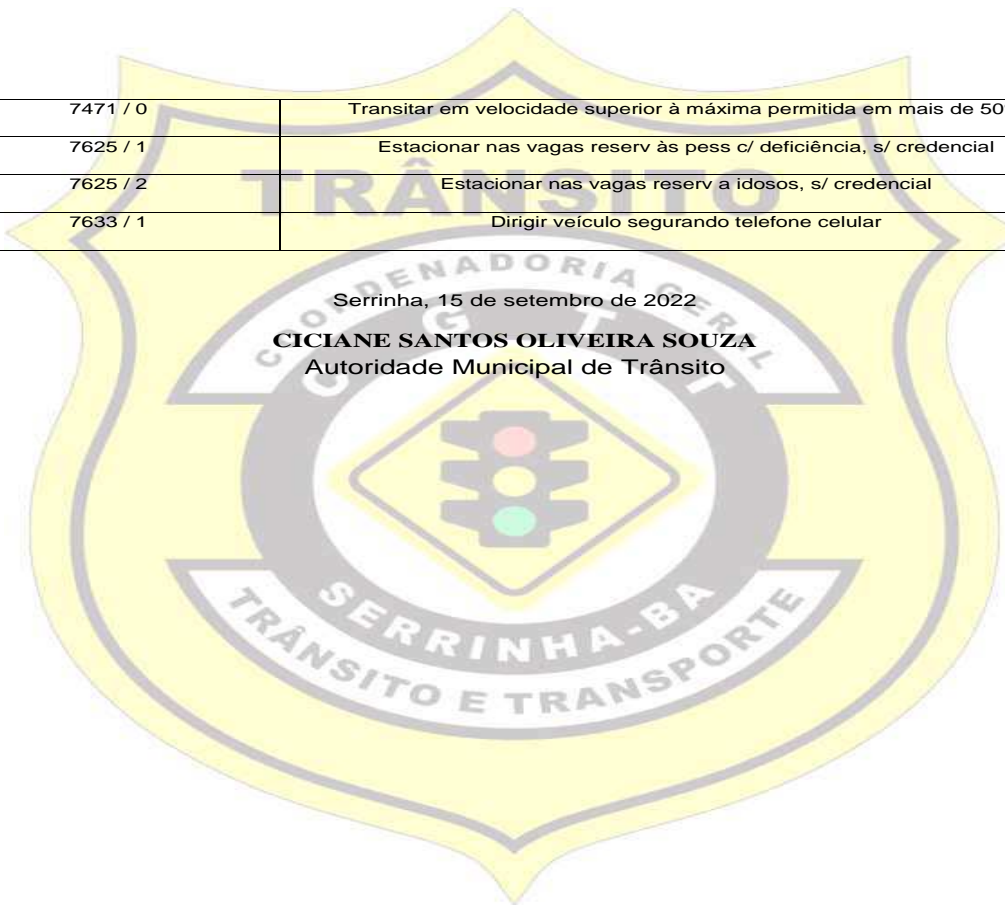 7471 / 0 Transitar em velocidade superior à máxima permitida em mais de 50
7625 / 1 Estacionar nas vagas reserv às pess c/ deficiência, s/ credencial
TRÂNSITO
7625 / 2 Estacionar nas vagas reserv a idosos, s/ credencial
7633 / 1 Dirigir veículo segurando telefone celular
COORDENADORIA GERAL
Serrinha, 15 de setembro de 2022
CGTT
CICIANE SANTOS OLIVEIRA SOUZA
Autoridade Municipal de Trânsito
SERRINHA-BA
TRÂNSITO E TRANSPORTE